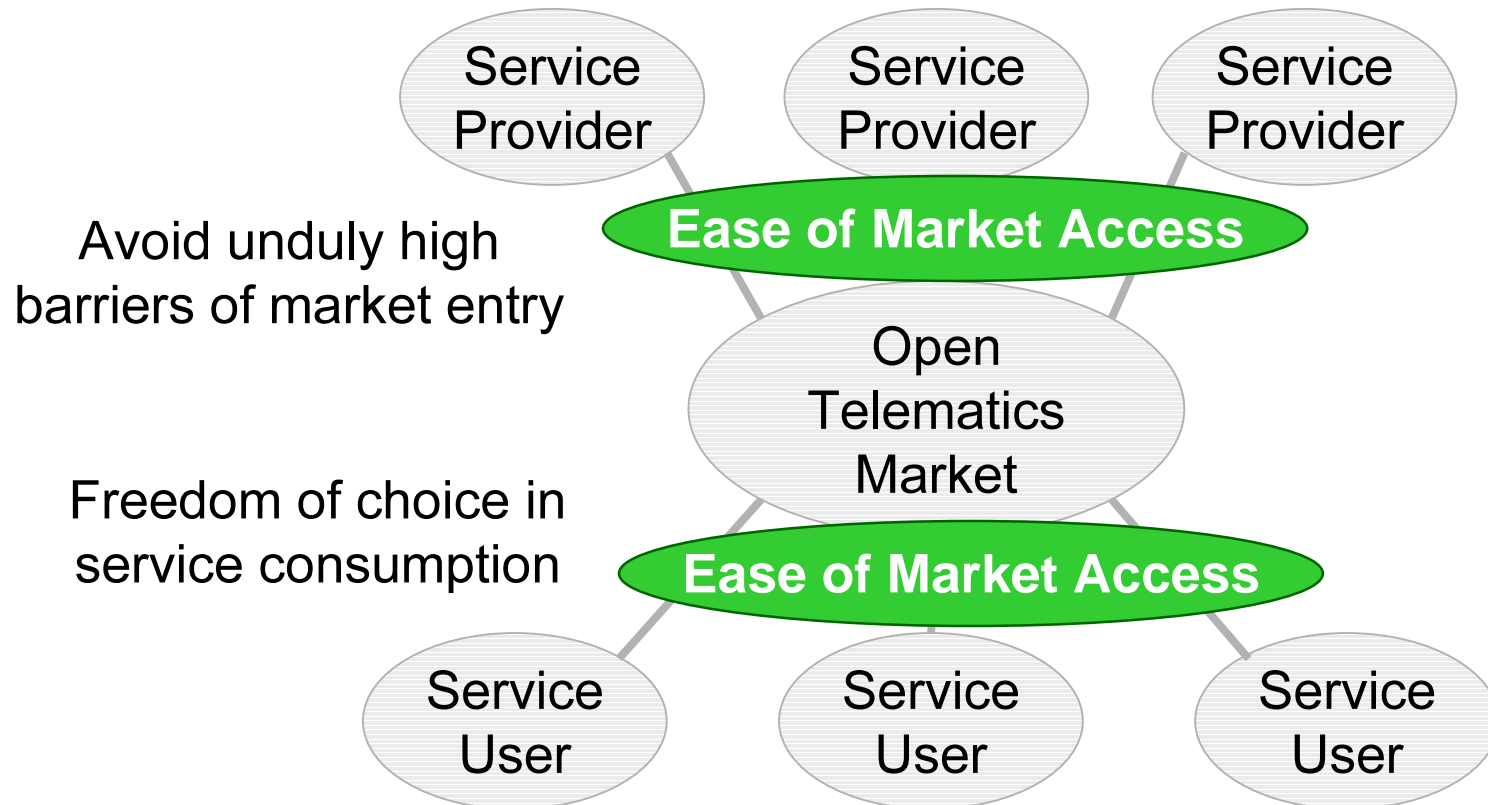 Service
Provider
Service
Provider
Service
Provider
Ease of Market Access
Avoid unduly high
barriers of market entry
Open
Telematics
Market
Freedom of choice in
service consumption
Ease of Market Access
Service
User
Service
User
Service
User